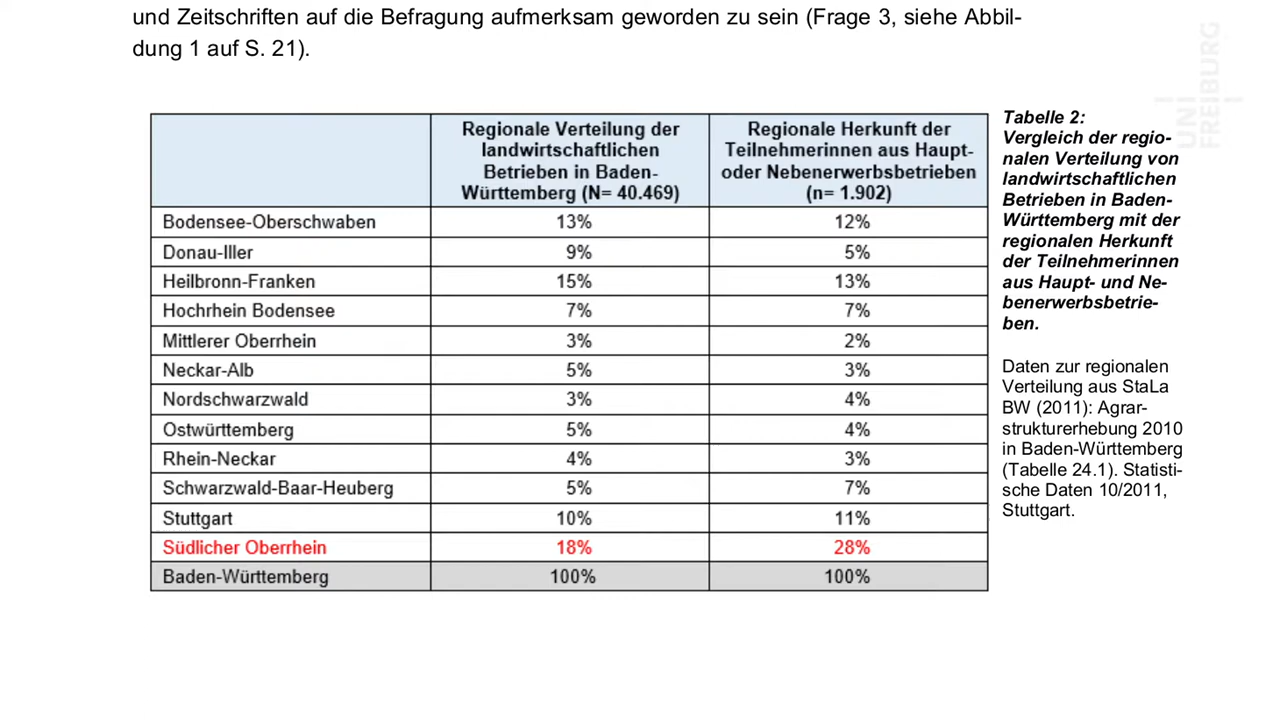 und Zeitschriften auf die Befragung aufmerksam geworden zu sein (Frage 3, siehe Abbil-
dung 1 auf S. 21).
UNI
FREIBURG
Regionale Verteilung der
landwirtschaftlichen
Betrieben in Baden-
Württemberg (N= 40.469)
Regionale Herkunft der
Teilnehmerinnen aus Haupt-
oder Nebenerwerbsbetrieben
(n= 1.902)
Bodensee-Oberschwaben 13% 12%
Donau-Iller 9% 5%
Heilbronn-Franken 15% 13%
Hochrhein Bodensee 7% 7%
Mittlerer Oberrhein 3% 2%
Neckar-Alb 5% 3%
Nordschwarzwald 3% 4%
Ostwürttemberg 5% 4%
Rhein-Neckar 4% 3%
Schwarzwald-Baar-Heuberg 5% 7%
Stuttgart 10% 11%
Südlicher Oberrhein 18% 28%
Baden-Württemberg 100% 100%
Tabelle 2:
Vergleich der regio-
nalen Verteilung von
landwirtschaftlichen
Betrieben in Baden-
Württemberg mit der
regionalen Herkunft
der Teilnehmerinnen
aus Haupt- und Ne-
benerwerbsbetrie-
ben.
Daten zur regionalen
Verteilung aus StaLa
BW (2011): Agrar-
strukturerhebung 2010
in Baden-Württemberg
(Tabelle 24.1). Statisti-
sche Daten 10/2011,
Stuttgart.